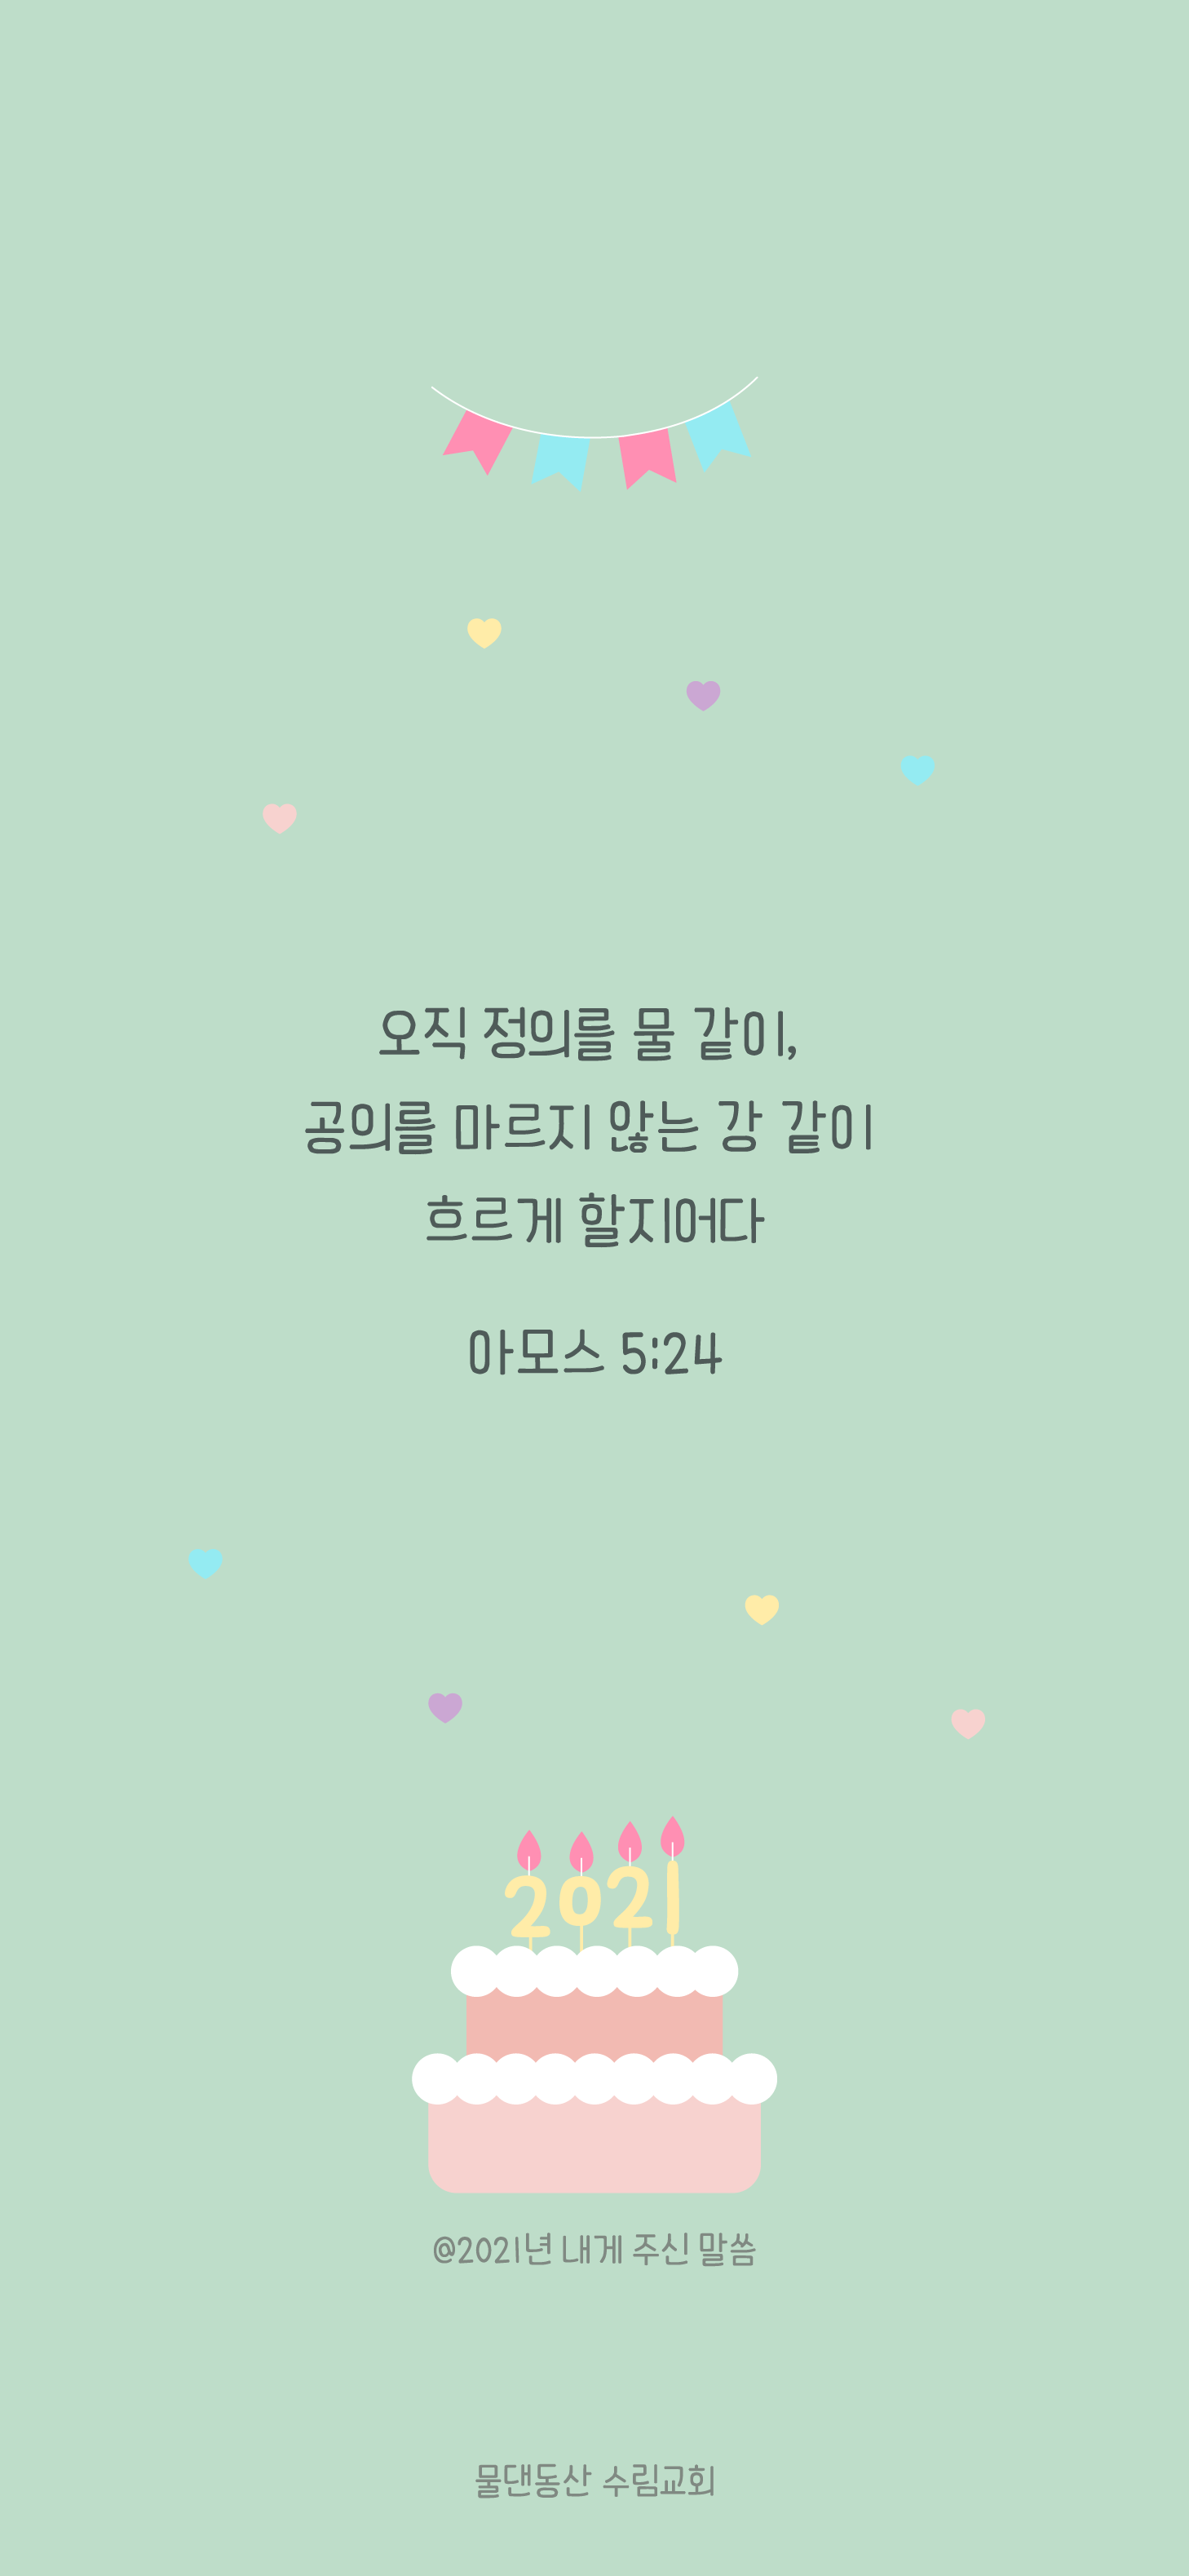 오직 정의를 물 같이,
공의를 마르지 않는 강 같이
흐르게 할지어다
아모스 5:24
2021
@2021년 내게 주신 말씀
물댄동산 수림교회